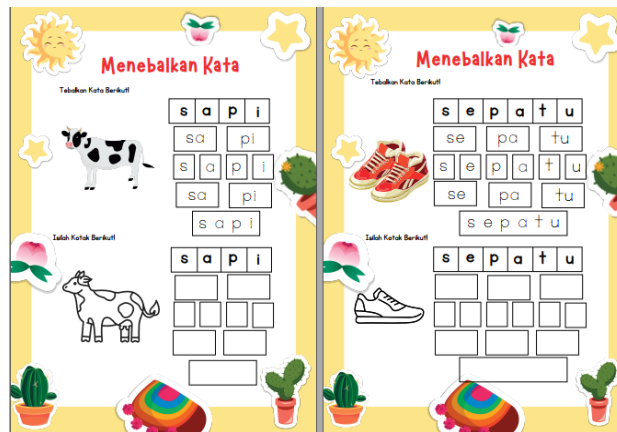 Menebalkan Kata
Tebalkan Kata Berikut!
s a p i
sa pi
s a p i
sa pi
s a p i
Isilah Kotak Berikut!
s a p i
Menebalkan Kata
Tebalkan Kata Berikut!
s e p a t u
se pa tu
s e p a t u
se pa tu
s e p a t u
Isilah Kotak Berikut!
s e p a t u